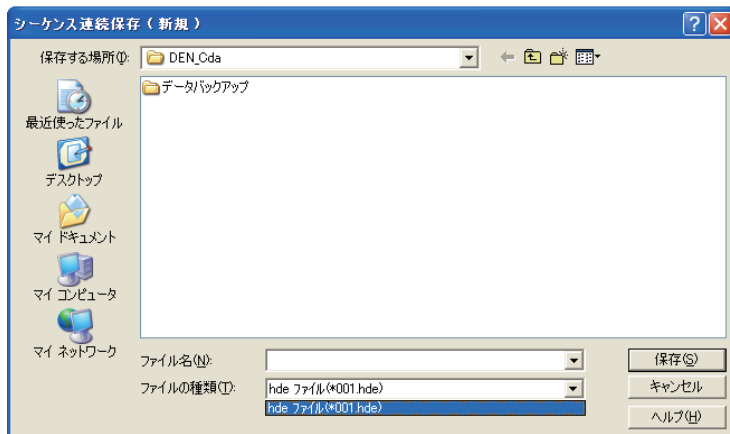 シーケンス連続保存（新規）
保存する場所(I):
DEN_Cda
データバックアップ
最近使ったファイル
デスクトップ
マイ ドキュメント
マイ コンピュータ
マイ ネットワーク
ファイル名(N):
保存(S)
ファイルの種類(T):
hde ファイル(*001.hde)
キャンセル
hde ファイル(*001.hde)
ヘルプ(H)